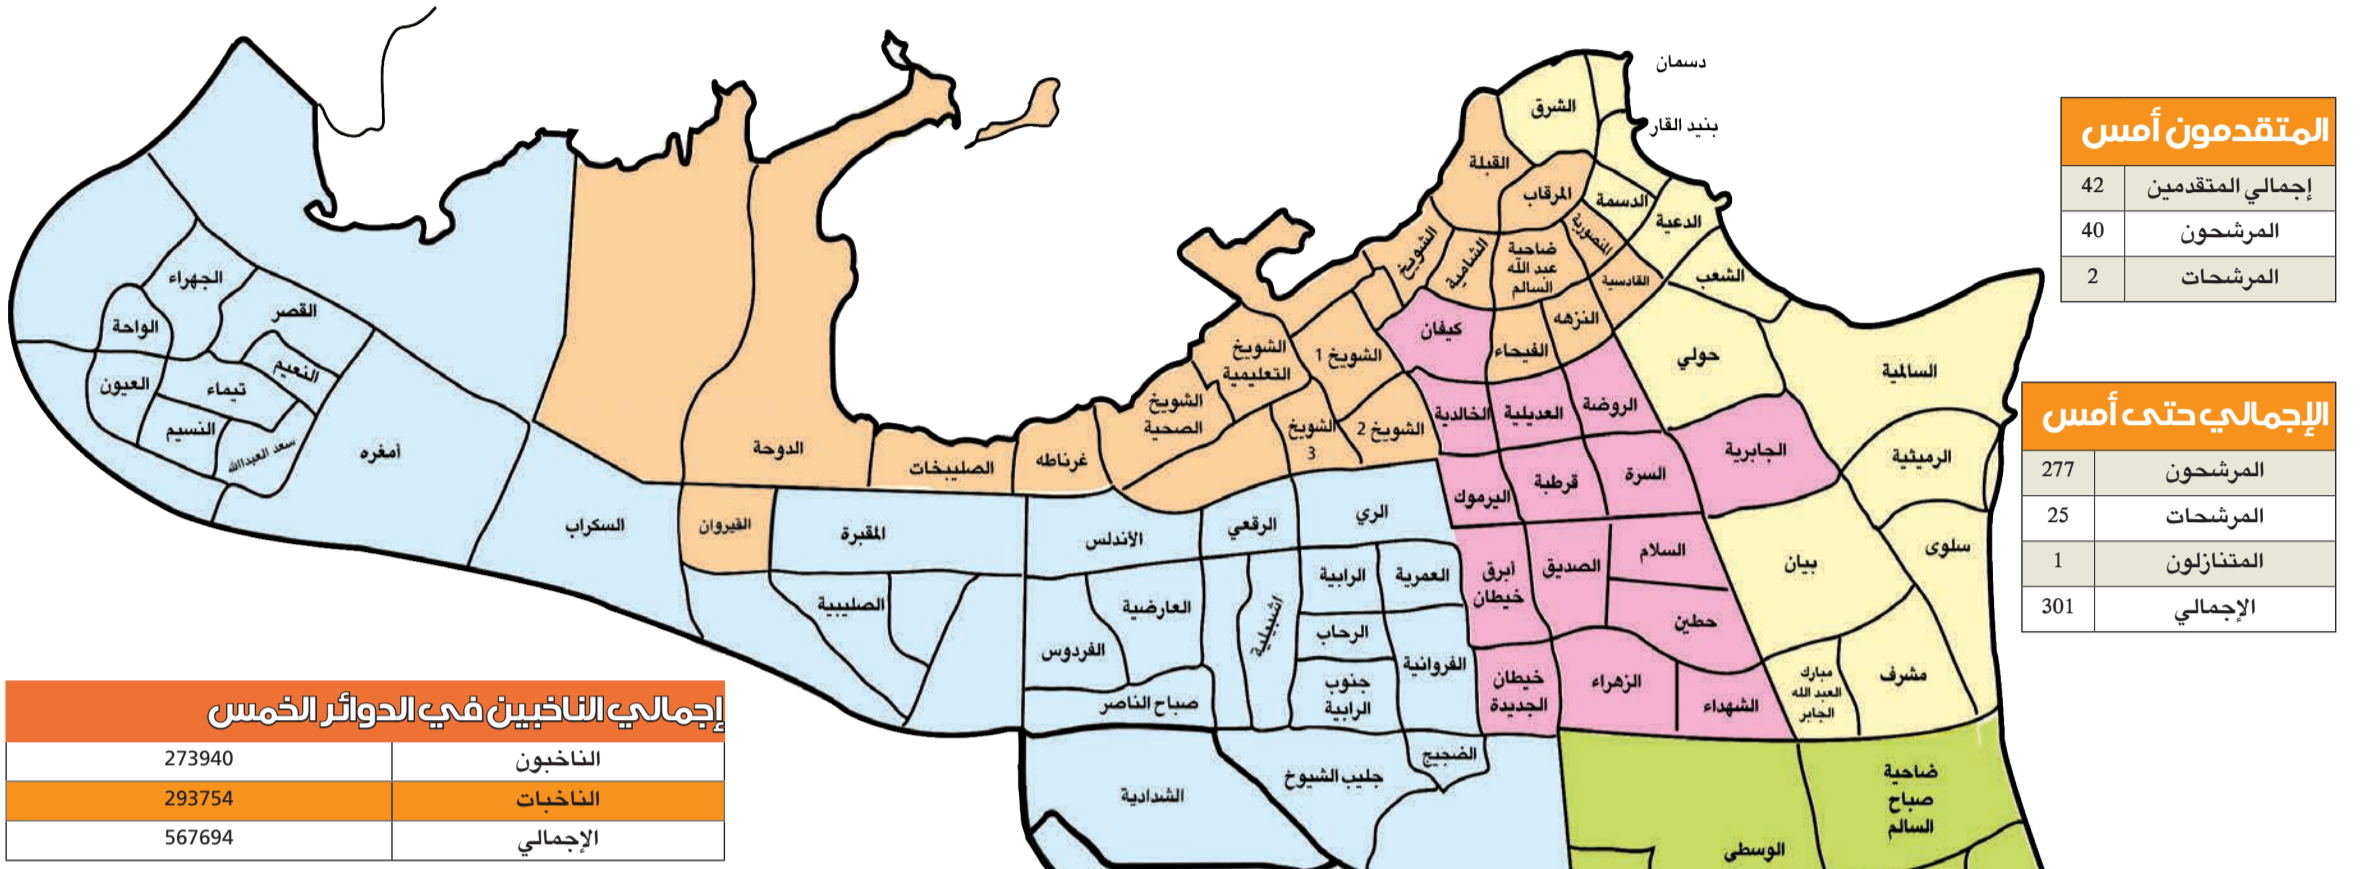 دسمان
الشرق
بنيد القار
القبلة
المرقاب
الدسمة
الدعية
المنصورية
الشويخ
الشامية
ضاحية
عبد الله
السالم
القادسية
الشعب
النزهه
كيفان
الفيحاء
حولي
السالمية
الشويخ
التعليمية
الشويخ 1
الشويخ
الصحية
الشويخ
3
الشويخ 2
الخالدية
العديلية
الروضة
الجابرية
الرميثية
الجهراء
القصر
الواحة
النعيم
العيون
تيماء
النسيم
سعد العبدالله
أمغره
الدوحة
الصليبخات
غرناطه
اليرموك
قرطبة
السرة
السكراب
القيروان
المقبرة
الأندلس
الرقعي
الري
أبرق
خيطان
الصديق
السلام
حطين
بيان
سلوى
الصليبية
العارضية
الفردوس
صباح الناصر
اشبيلية
الرابية
العمرية
الرحاب
الفروانية
جنوب
الرابية
خيطان
الجديدة
الزهراء
الشهداء
مبارك
العبد الله
الجابر
مشرف
الشدادية
جليب الشيوخ
الضجيج
الوسطى
ضاحية
صباح
السالم
المتقدمون أمس
إجمالي المتقدمين 42
المرشحون 40
المرشحات 2
الإجمالي حتى أمس
المرشحون 277
المرشحات 25
المتنازلون 1
الإجمالي 301
إجمالي الناخبين في الدوائر الخمس
الناخبون 273940
الناخبات 293754
الإجمالي 567694